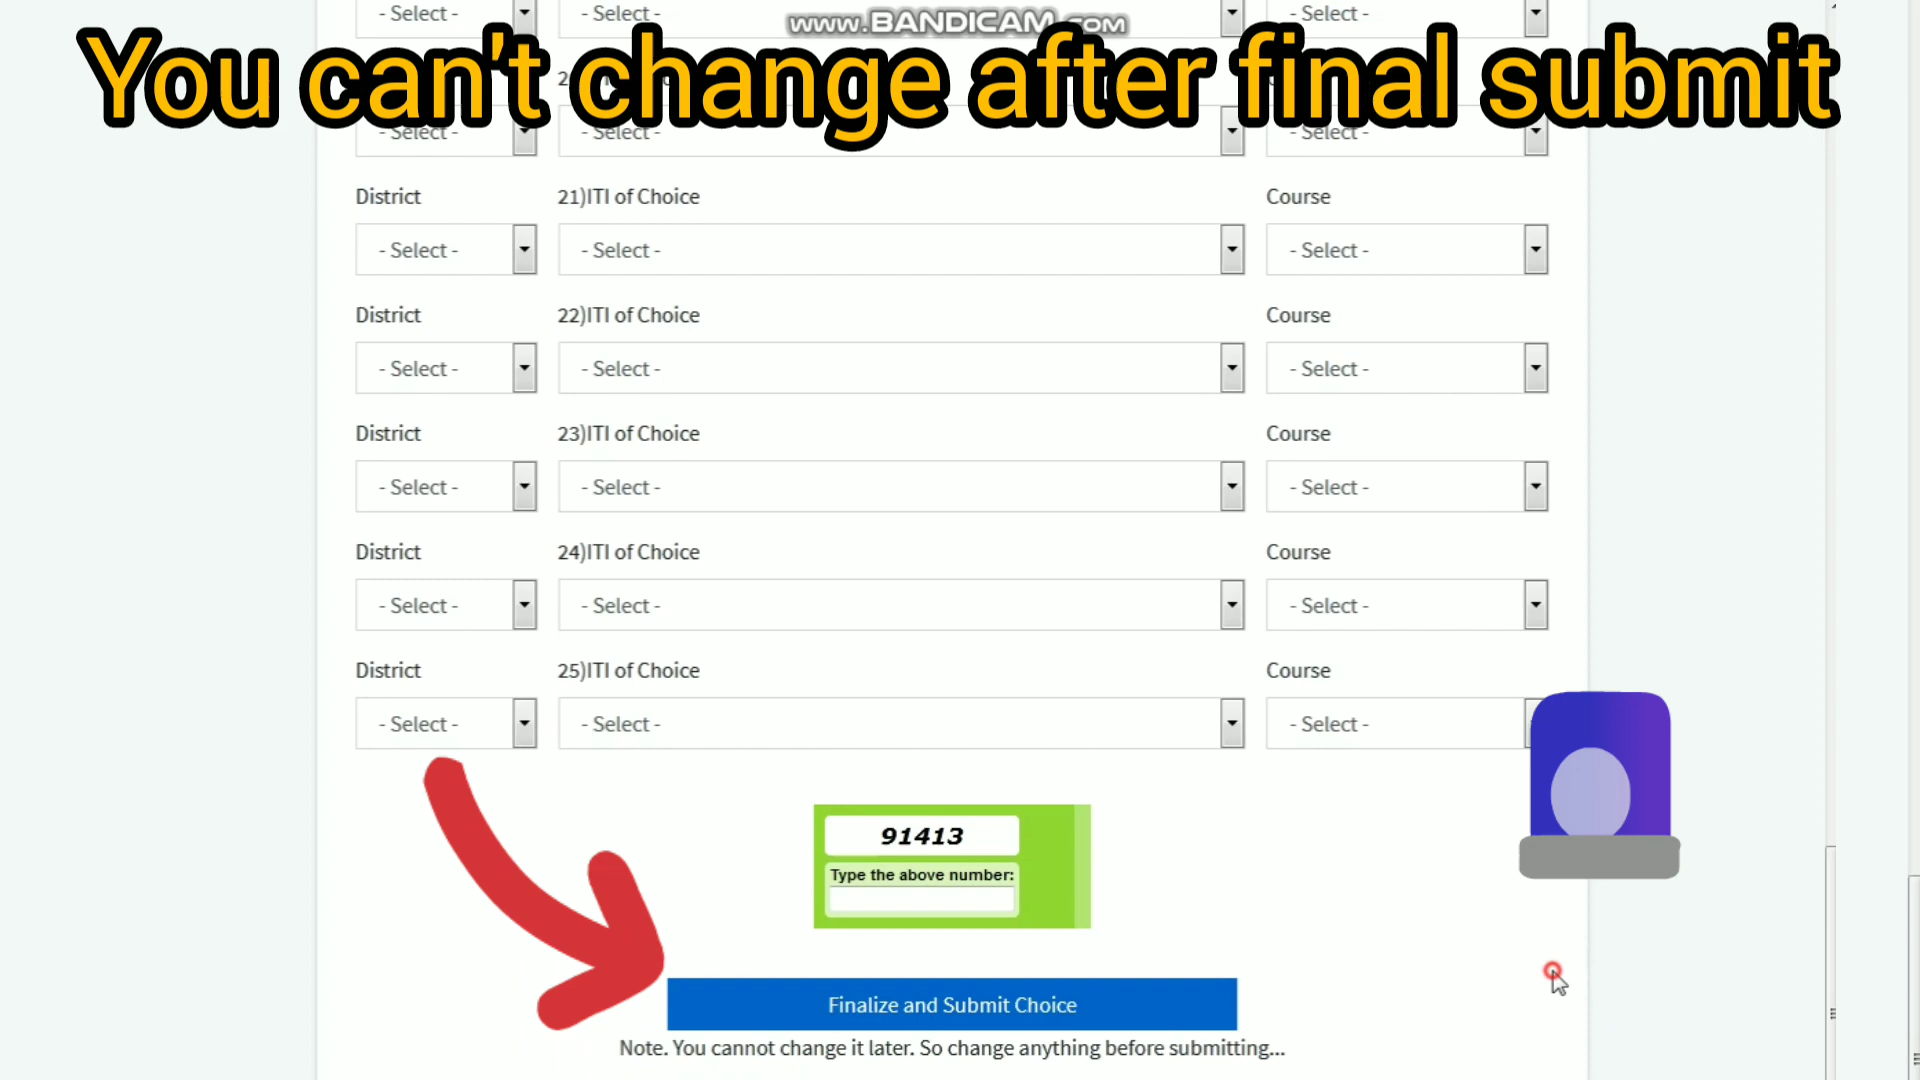 - Select - - Select - - Select -
www.BANDICAM.com
You can't change after final submit
- Select - - Select - - Select -
District 21)ITI of Choice Course
- Select - - Select - - Select -
District 22)ITI of Choice Course
- Select - - Select - - Select -
District 23)ITI of Choice Course
- Select - - Select - - Select -
District 24)ITI of Choice Course
- Select - - Select - - Select -
District 25)ITI of Choice Course
- Select - - Select - - Select -
91413
Type the above number:
Finalize and Submit Choice
Note. You cannot change it later. So change anything before submitting...